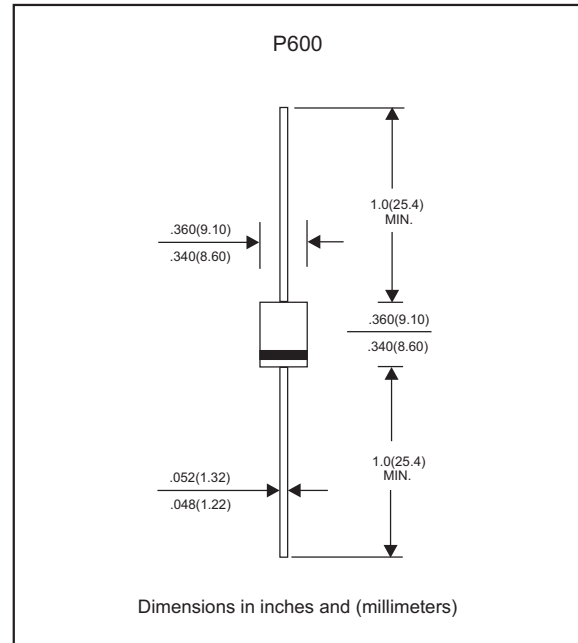 P600
1.0(25.4)
MIN.
.360(9.10)
.340(8.60)
.360(9.10)
.340(8.60)
1.0(25.4)
MIN.
.052(1.32)
.048(1.22)
Dimensions in inches and (millimeters)